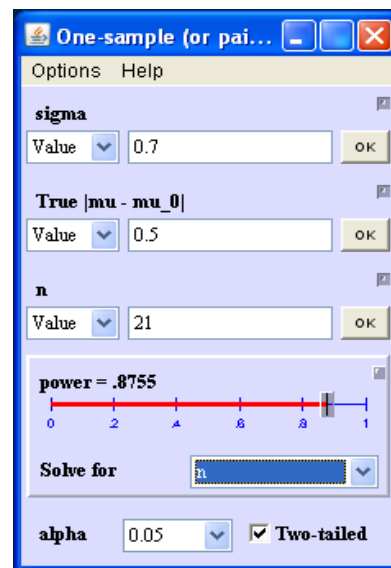 One-sample (or pai...
Options Help
sigma
Value 0.7 OK
True |mu - mu_0|
Value 0.5 OK
n
Value 21 OK
power = .8755
0 .2 .4 .6 .8 1
Solve for n
alpha 0.05 Two-tailed